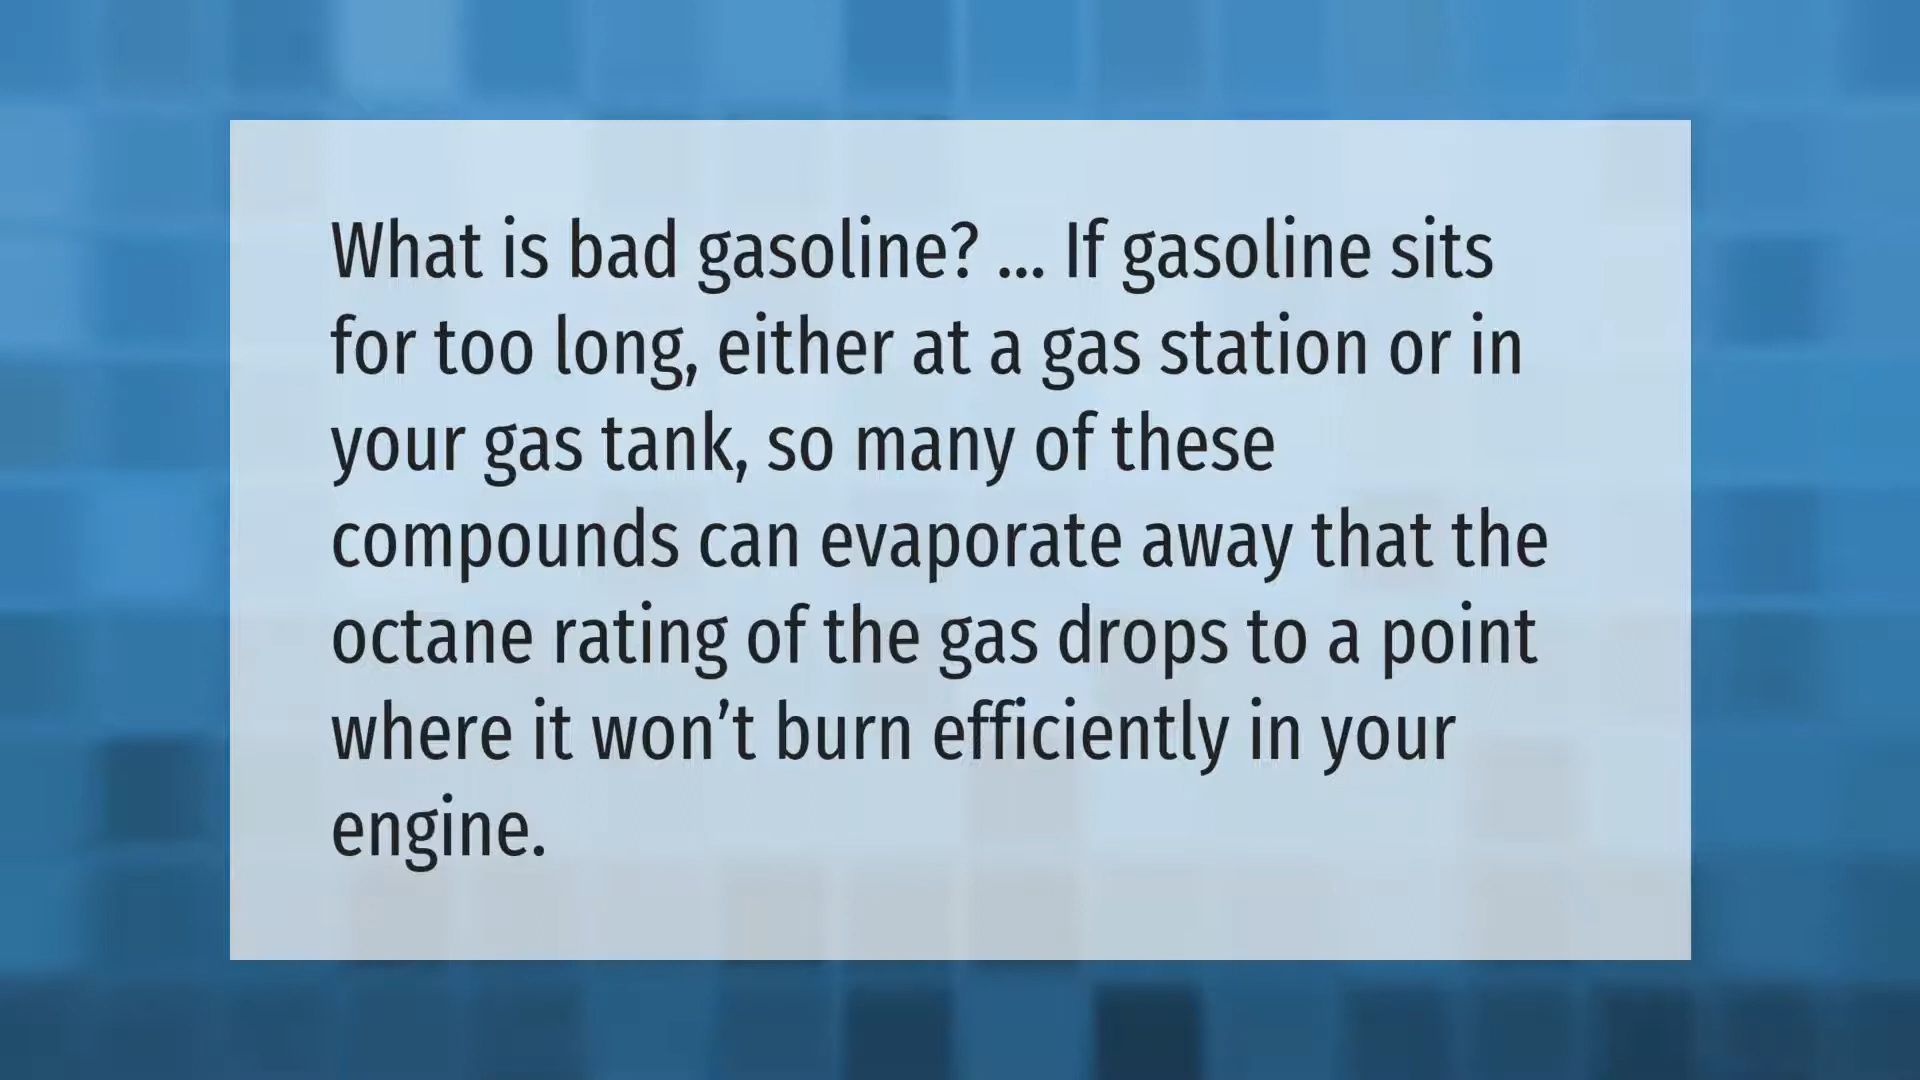 What is bad gasoline? ... If gasoline sits
for too long, either at a gas station or in
your gas tank, so many of these
compounds can evaporate away that the
octane rating of the gas drops to a point
where it won’t burn efficiently in your
engine.